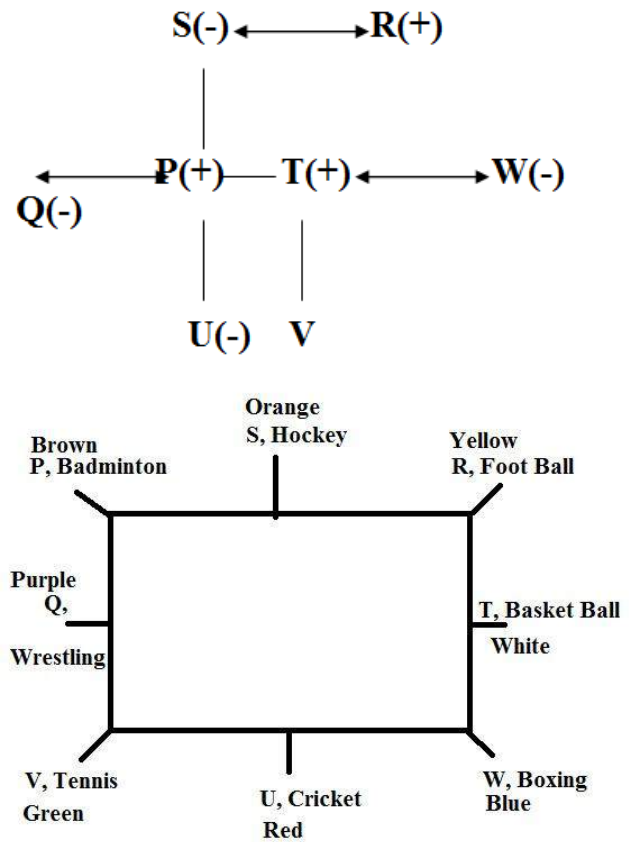 S(-) R(+)
P(+) T(+) W(-)
Q(-)
U(-) V
Orange
S, Hockey
Brown
P, Badminton
Yellow
R, Foot Ball
Purple
Q,
Wrestling
T, Basket Ball
White
V, Tennis
Green
U, Cricket
Red
W, Boxing
Blue